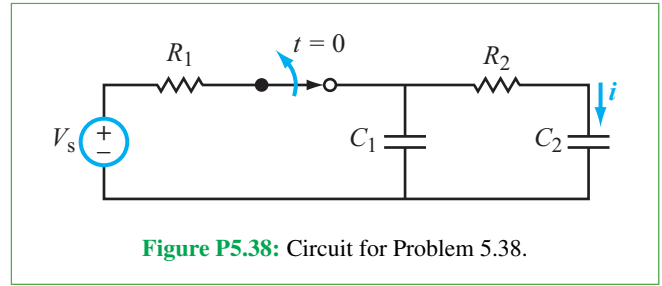 t = 0
R1
R2
i
Vs
+
−
C1
C2
Figure P5.38: Circuit for Problem 5.38.